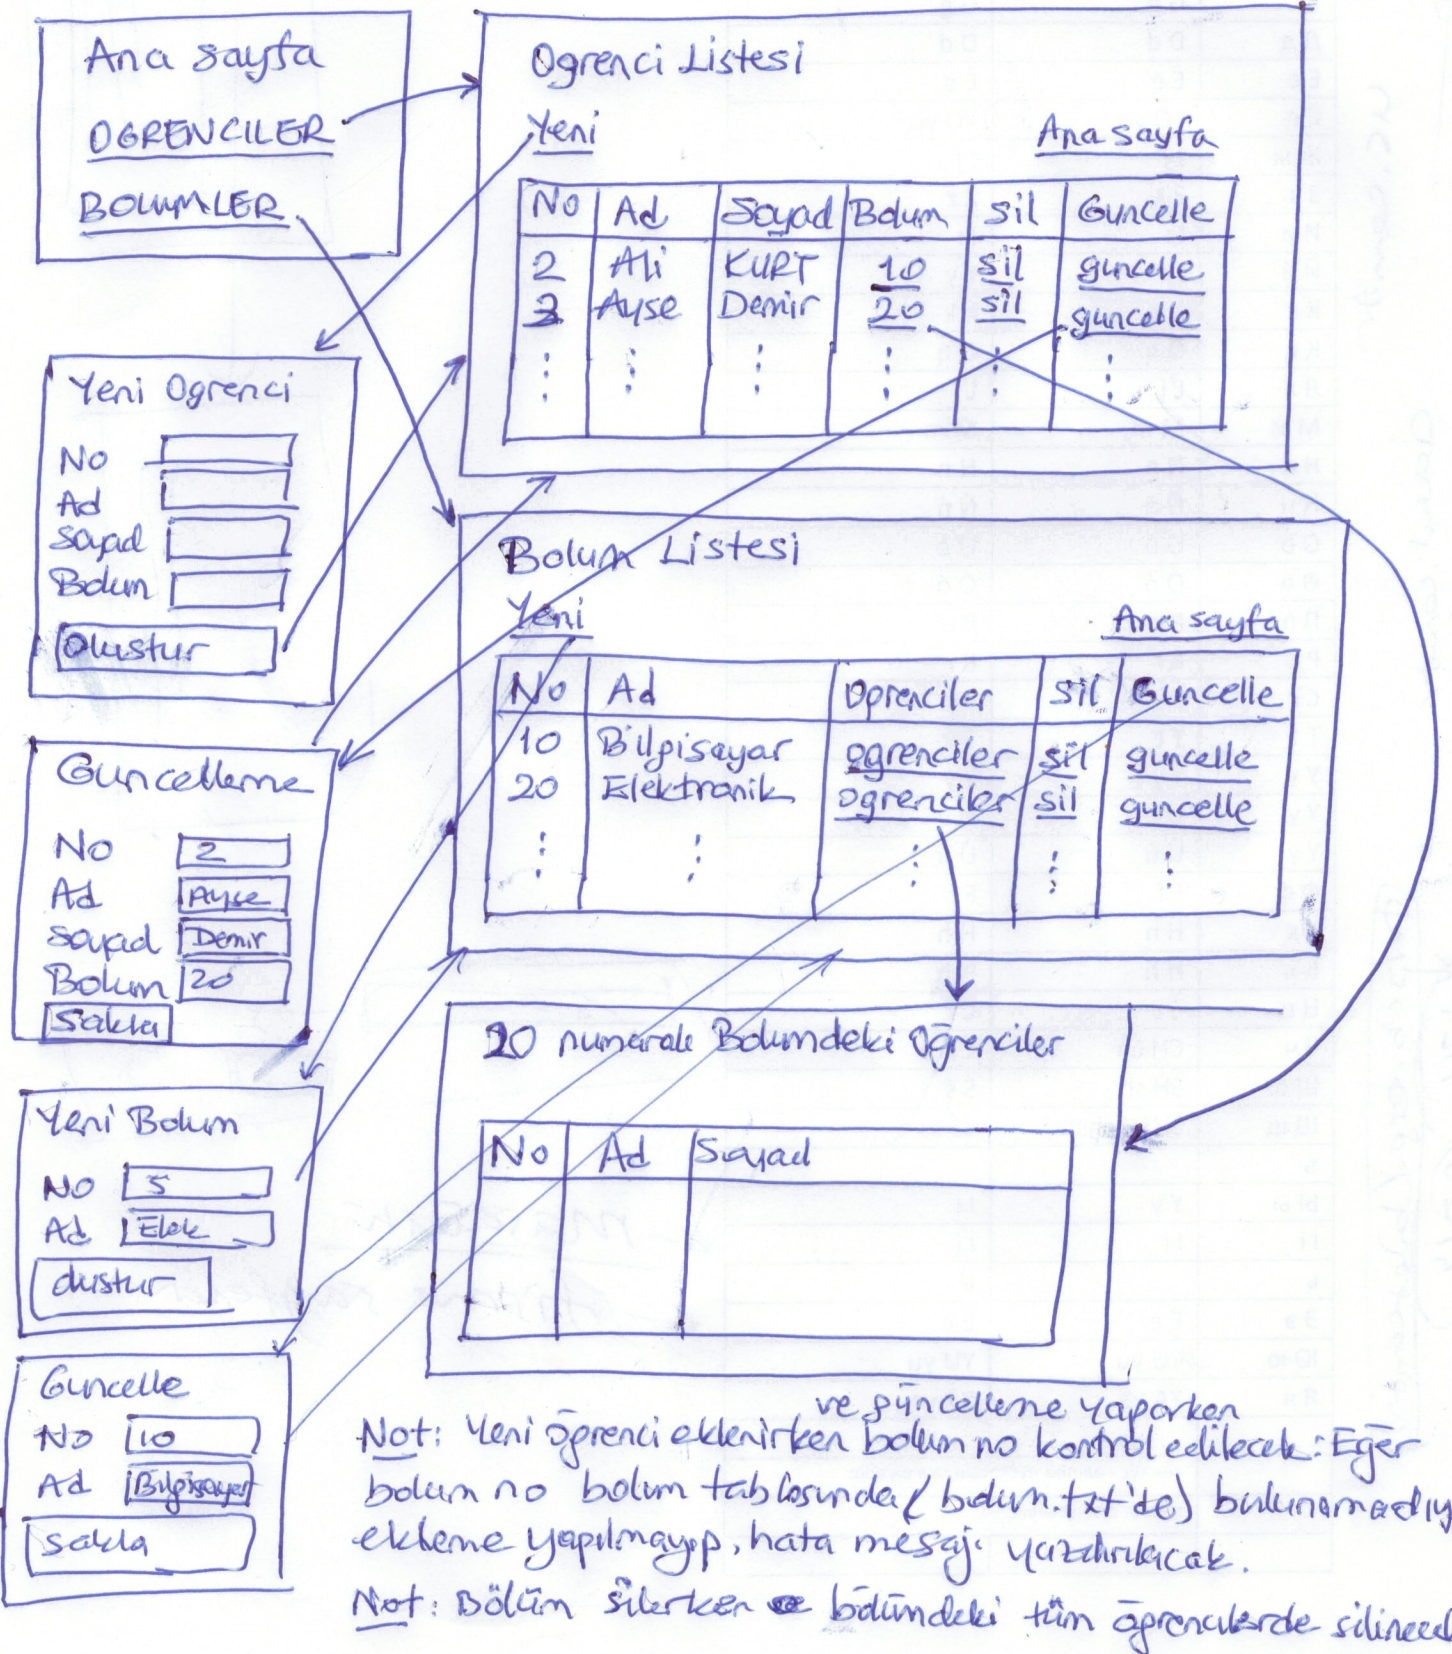 Ana sayfa
OGRENCILER
BOLUMLER
Ogrenci Listesi
Yeni Ana sayfa
No Ad Soyad Bolum sil Guncelle
2 Ali KURT 10 sil guncelle
3 Ayse Demir 20 sil guncelle
Yeni Ogrenci
No
Ad
Soyad
Bolum
Olustur
Bolum Listesi
Yeni Ana sayfa
No Ad Ogrenciler sil Guncelle
10 Bilgisayar ogrenciler sil guncelle
20 Elektronik ogrenciler sil guncelle
Guncelleme
No 2
Ad Ayse
Soyad Demir
Bolum 20
Sakla
20 numaralı Bolumdeki Öğrenciler
No Ad Soyad
Yeni Bolum
No 5
Ad Elek
olustur
Guncelle
No 10
Ad Bilgisayar
Sakla
ve güncelleme yaparken
Not: Yeni öğrenci eklenirken bolum no kontrol edilecek: Eğer
bolum no bolum tablosunda (bolum.txt'de) bulunamadıy
ekleme yapılmayıp, hata mesajı yazdırılacak.
Not: Bölüm silerken bölümdeki tüm öğrencilerde silinecek